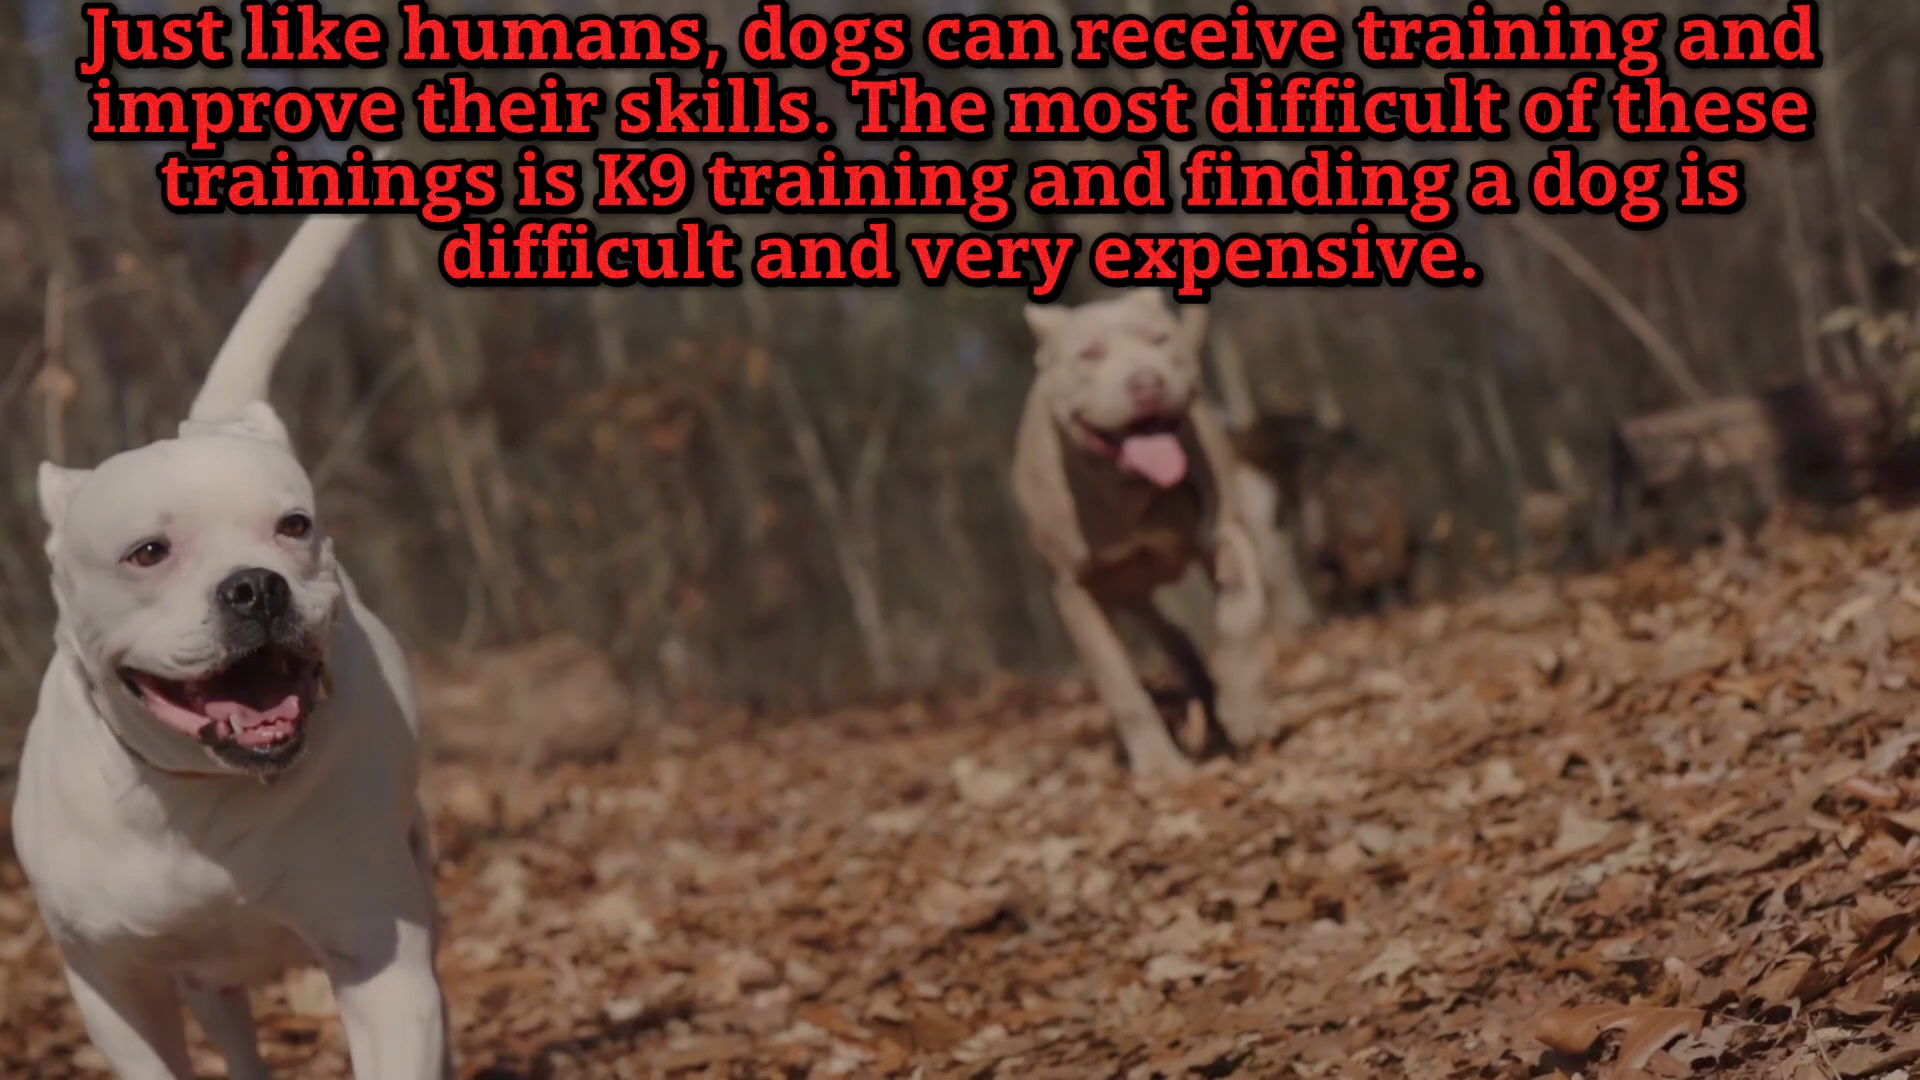 Just like humans, dogs can receive training and
improve their skills. The most difficult of these
trainings is K9 training and finding a dog is
difficult and very expensive.